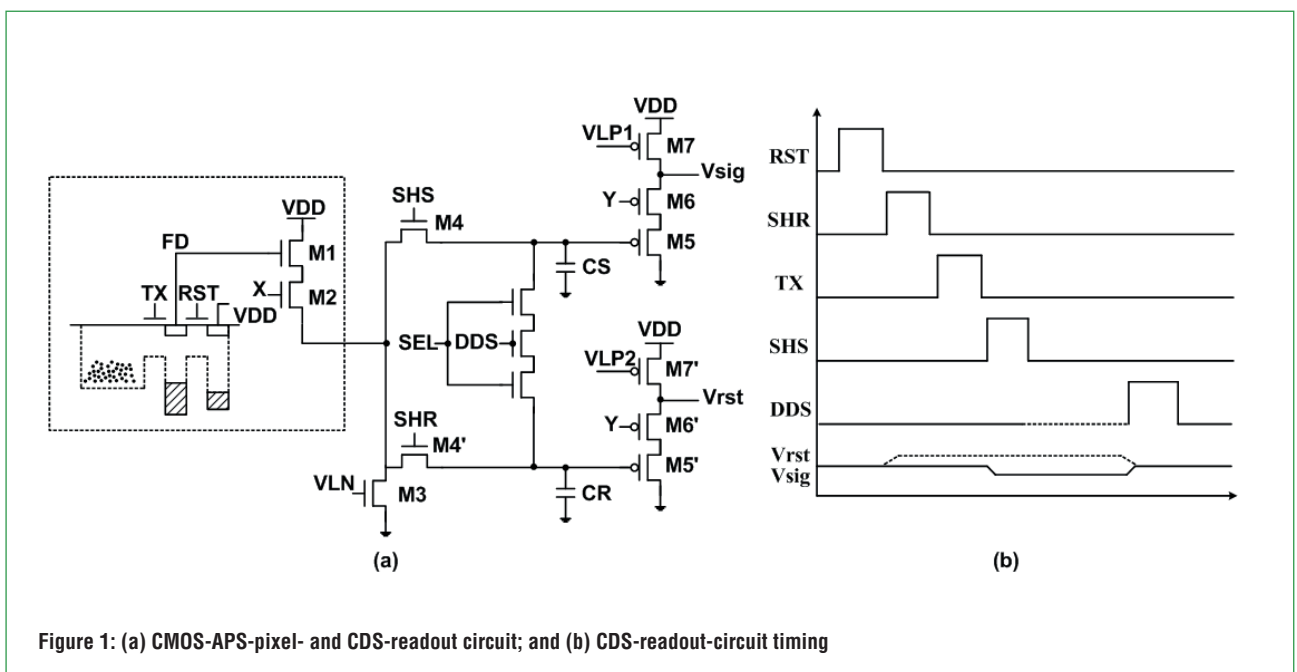 VDD
VLP1
M7
Vsig
SHS
Y
M6
M4
M5
VDD
FD
M1
CS
X
M2
TX
RST
VDD
SEL
DDS
VDD
VLP2
M7'
Vrst
SHR
Y
M6'
M4'
M5'
VLN
M3
CR
(a)
RST
SHR
TX
SHS
DDS
Vrst
Vsig
(b)
Figure 1: (a) CMOS-APS-pixel- and CDS-readout circuit; and (b) CDS-readout-circuit timing